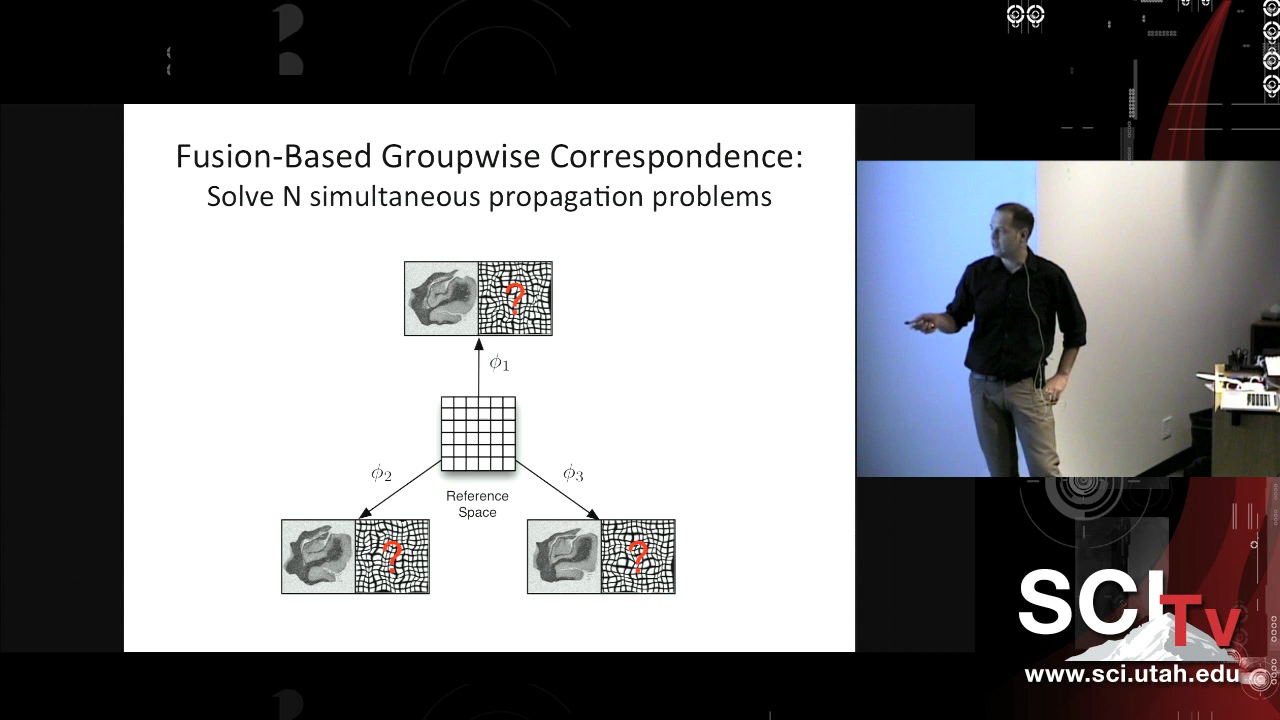 Fusion-Based Groupwise Correspondence:
Solve N simultaneous propagation problems
?
ϕ1
ϕ2
ϕ3
Reference
Space
?
?
SCI
Tv
www.sci.utah.edu